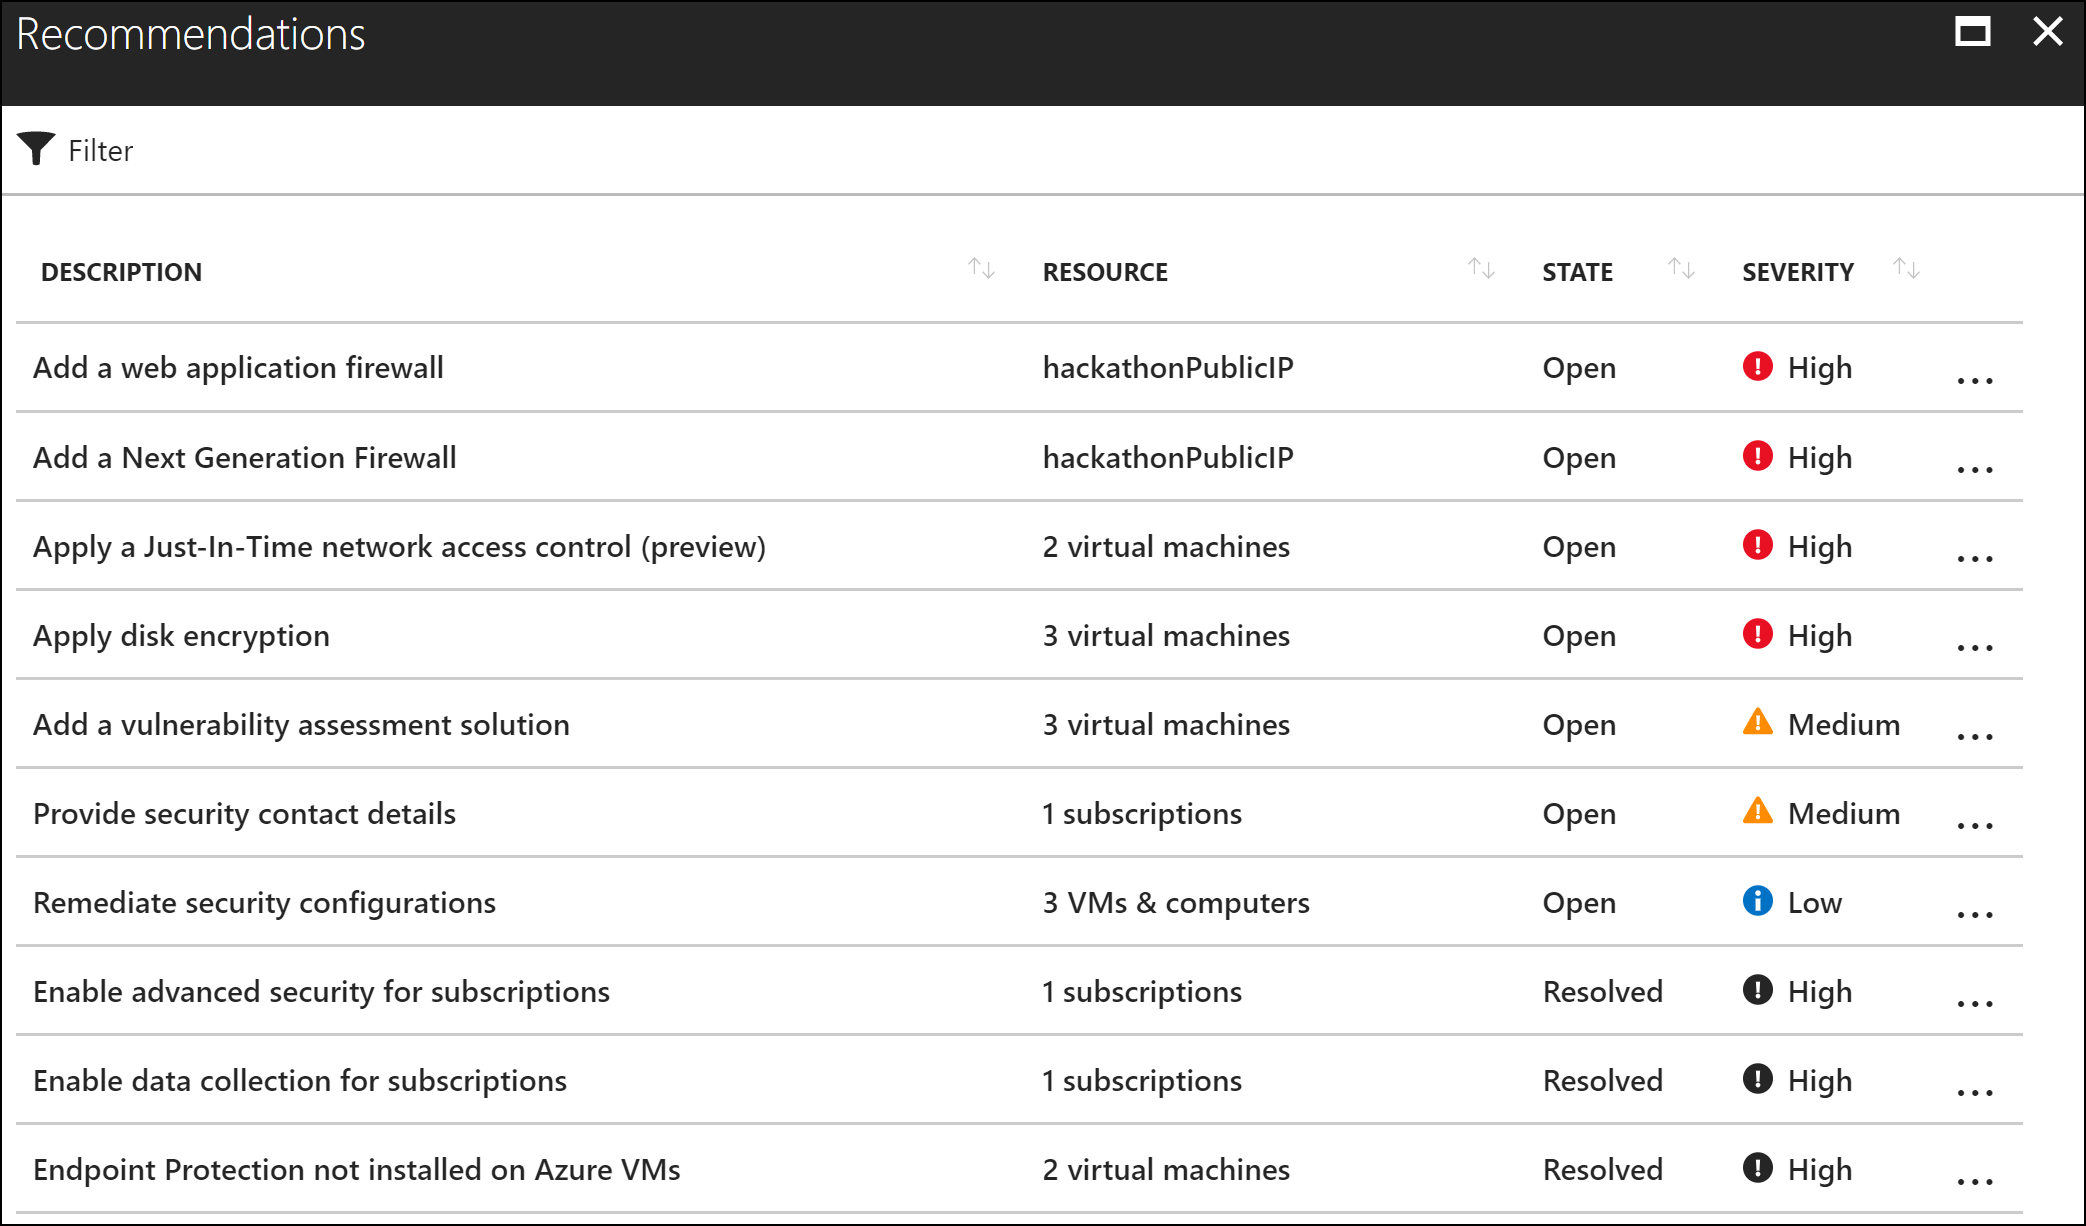 Recommendations
Filter
DESCRIPTION RESOURCE STATE SEVERITY
Add a web application firewall hackathonPublicIP Open High ...
Add a Next Generation Firewall hackathonPublicIP Open High ...
Apply a Just-In-Time network access control (preview) 2 virtual machines Open High ...
Apply disk encryption 3 virtual machines Open High ...
Add a vulnerability assessment solution 3 virtual machines Open Medium ...
Provide security contact details 1 subscriptions Open Medium ...
Remediate security configurations 3 VMs & computers Open Low ...
Enable advanced security for subscriptions 1 subscriptions Resolved High ...
Enable data collection for subscriptions 1 subscriptions Resolved High ...
Endpoint Protection not installed on Azure VMs 2 virtual machines Resolved High ...